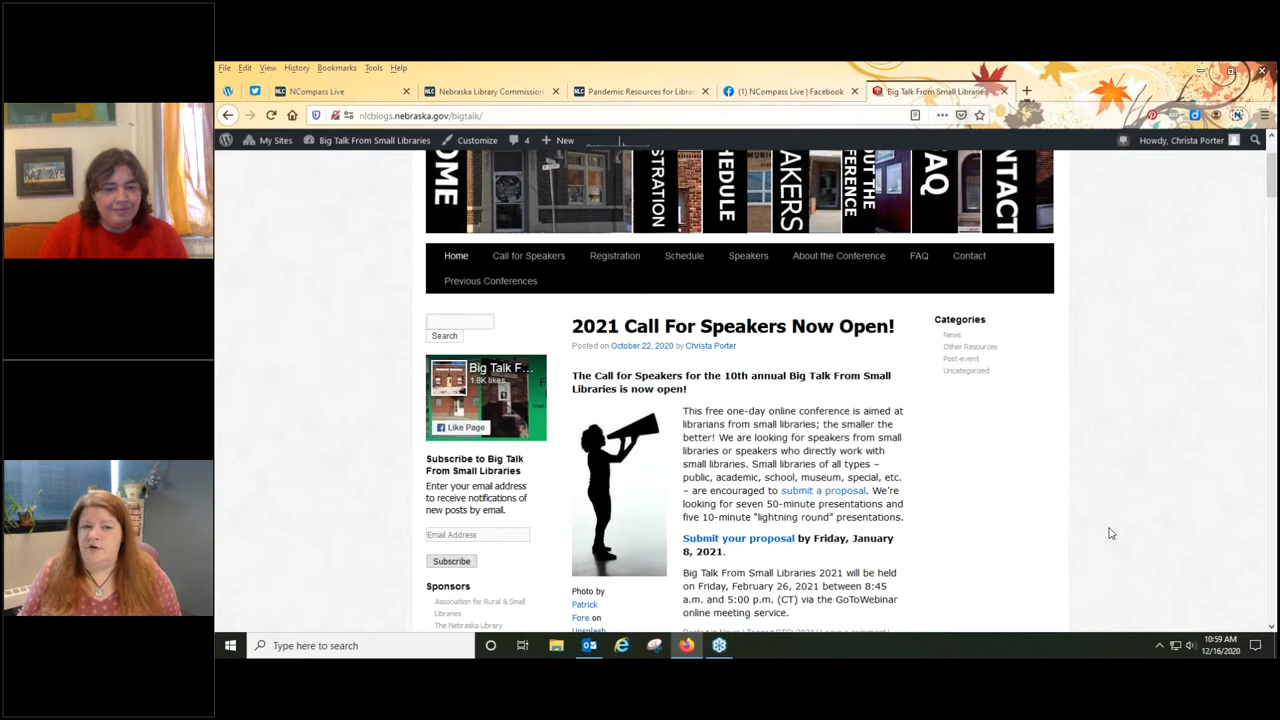 File Edit View History Bookmarks Tools Help
NCompass Live
Nebraska Library Commission
Pandemic Resources for Libra
(1) NCompass Live | Facebook
Big Talk From Small Libraries
nlcblogs.nebraska.gov/bigtalk/
My Sites Big Talk From Small Libraries Customize 4 New Howdy, Christa Porter
Home Call for Speakers Registration Schedule Speakers About the Conference FAQ Contact
Previous Conferences
Search
Big Talk F...
1.8K likes
Like Page
Subscribe to Big Talk
From Small Libraries
Enter your email address
to receive notifications of
new posts by email.
Email Address
Subscribe
Sponsors
Association for Rural & Small
Libraries
The Nebraska Library
2021 Call For Speakers Now Open!
Posted on October 22, 2020 by Christa Porter
The Call for Speakers for the 10th annual Big Talk From Small
Libraries is now open!
Photo by
Patrick
Fore on
Unsplash
This free one-day online conference is aimed at
librarians from small libraries; the smaller the
better! We are looking for speakers from small
libraries or speakers who directly work with
small libraries. Small libraries of all types –
public, academic, school, museum, special, etc.
– are encouraged to submit a proposal. We're
looking for seven 50-minute presentations and
five 10-minute “lightning round” presentations.
Submit your proposal by Friday, January
8, 2021.
Big Talk From Small Libraries 2021 will be held
on Friday, February 26, 2021 between 8:45
a.m. and 5:00 p.m. (CT) via the GoToWebinar
online meeting service.
Categories
News
Other Resources
Post-event
Uncategorized
Type here to search
10:59 AM
12/16/2020